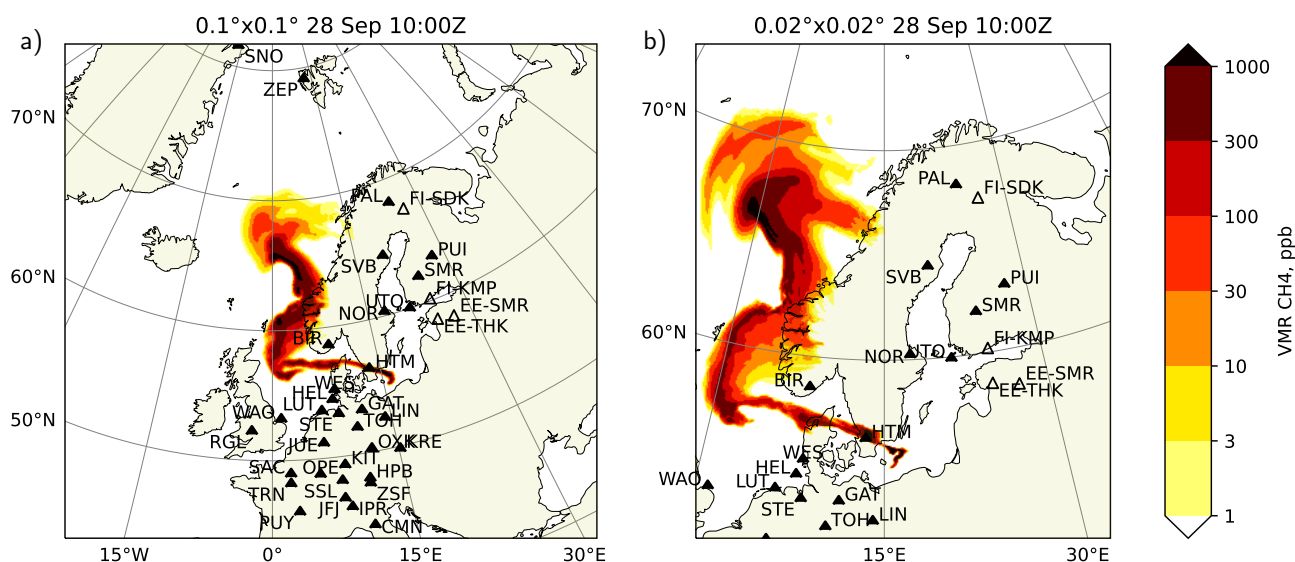 a)
0.1°x0.1° 28 Sep 10:00Z
SNO
ZEP
70°N
PAL
FI-SDK
SVB
PUI
SMR
60°N
FI-KMP
UTO
EE-SMR
NOR
EE-THK
BIR
HTM
WES
HEL
LUT
GAT
LIN
WAO
STE
TOH
50°N
RGL
JUE
OXK
KRE
KIT
SAC
OPE
HPB
TRN
SSL
ZSF
JFJ
IPR
PUY
CMN
15°W
0°
15°E
30°E
b)
0.02°x0.02° 28 Sep 10:00Z
70°N
PAL
FI-SDK
SVB
PUI
SMR
60°N
FI-KMP
NOR
UTO
EE-SMR
BIR
EE-THK
HTM
WES
HEL
WAO
LUT
GAT
STE
TOH
LIN
15°E
30°E
1000
300
100
30
10
3
1
VMR CH4, ppb